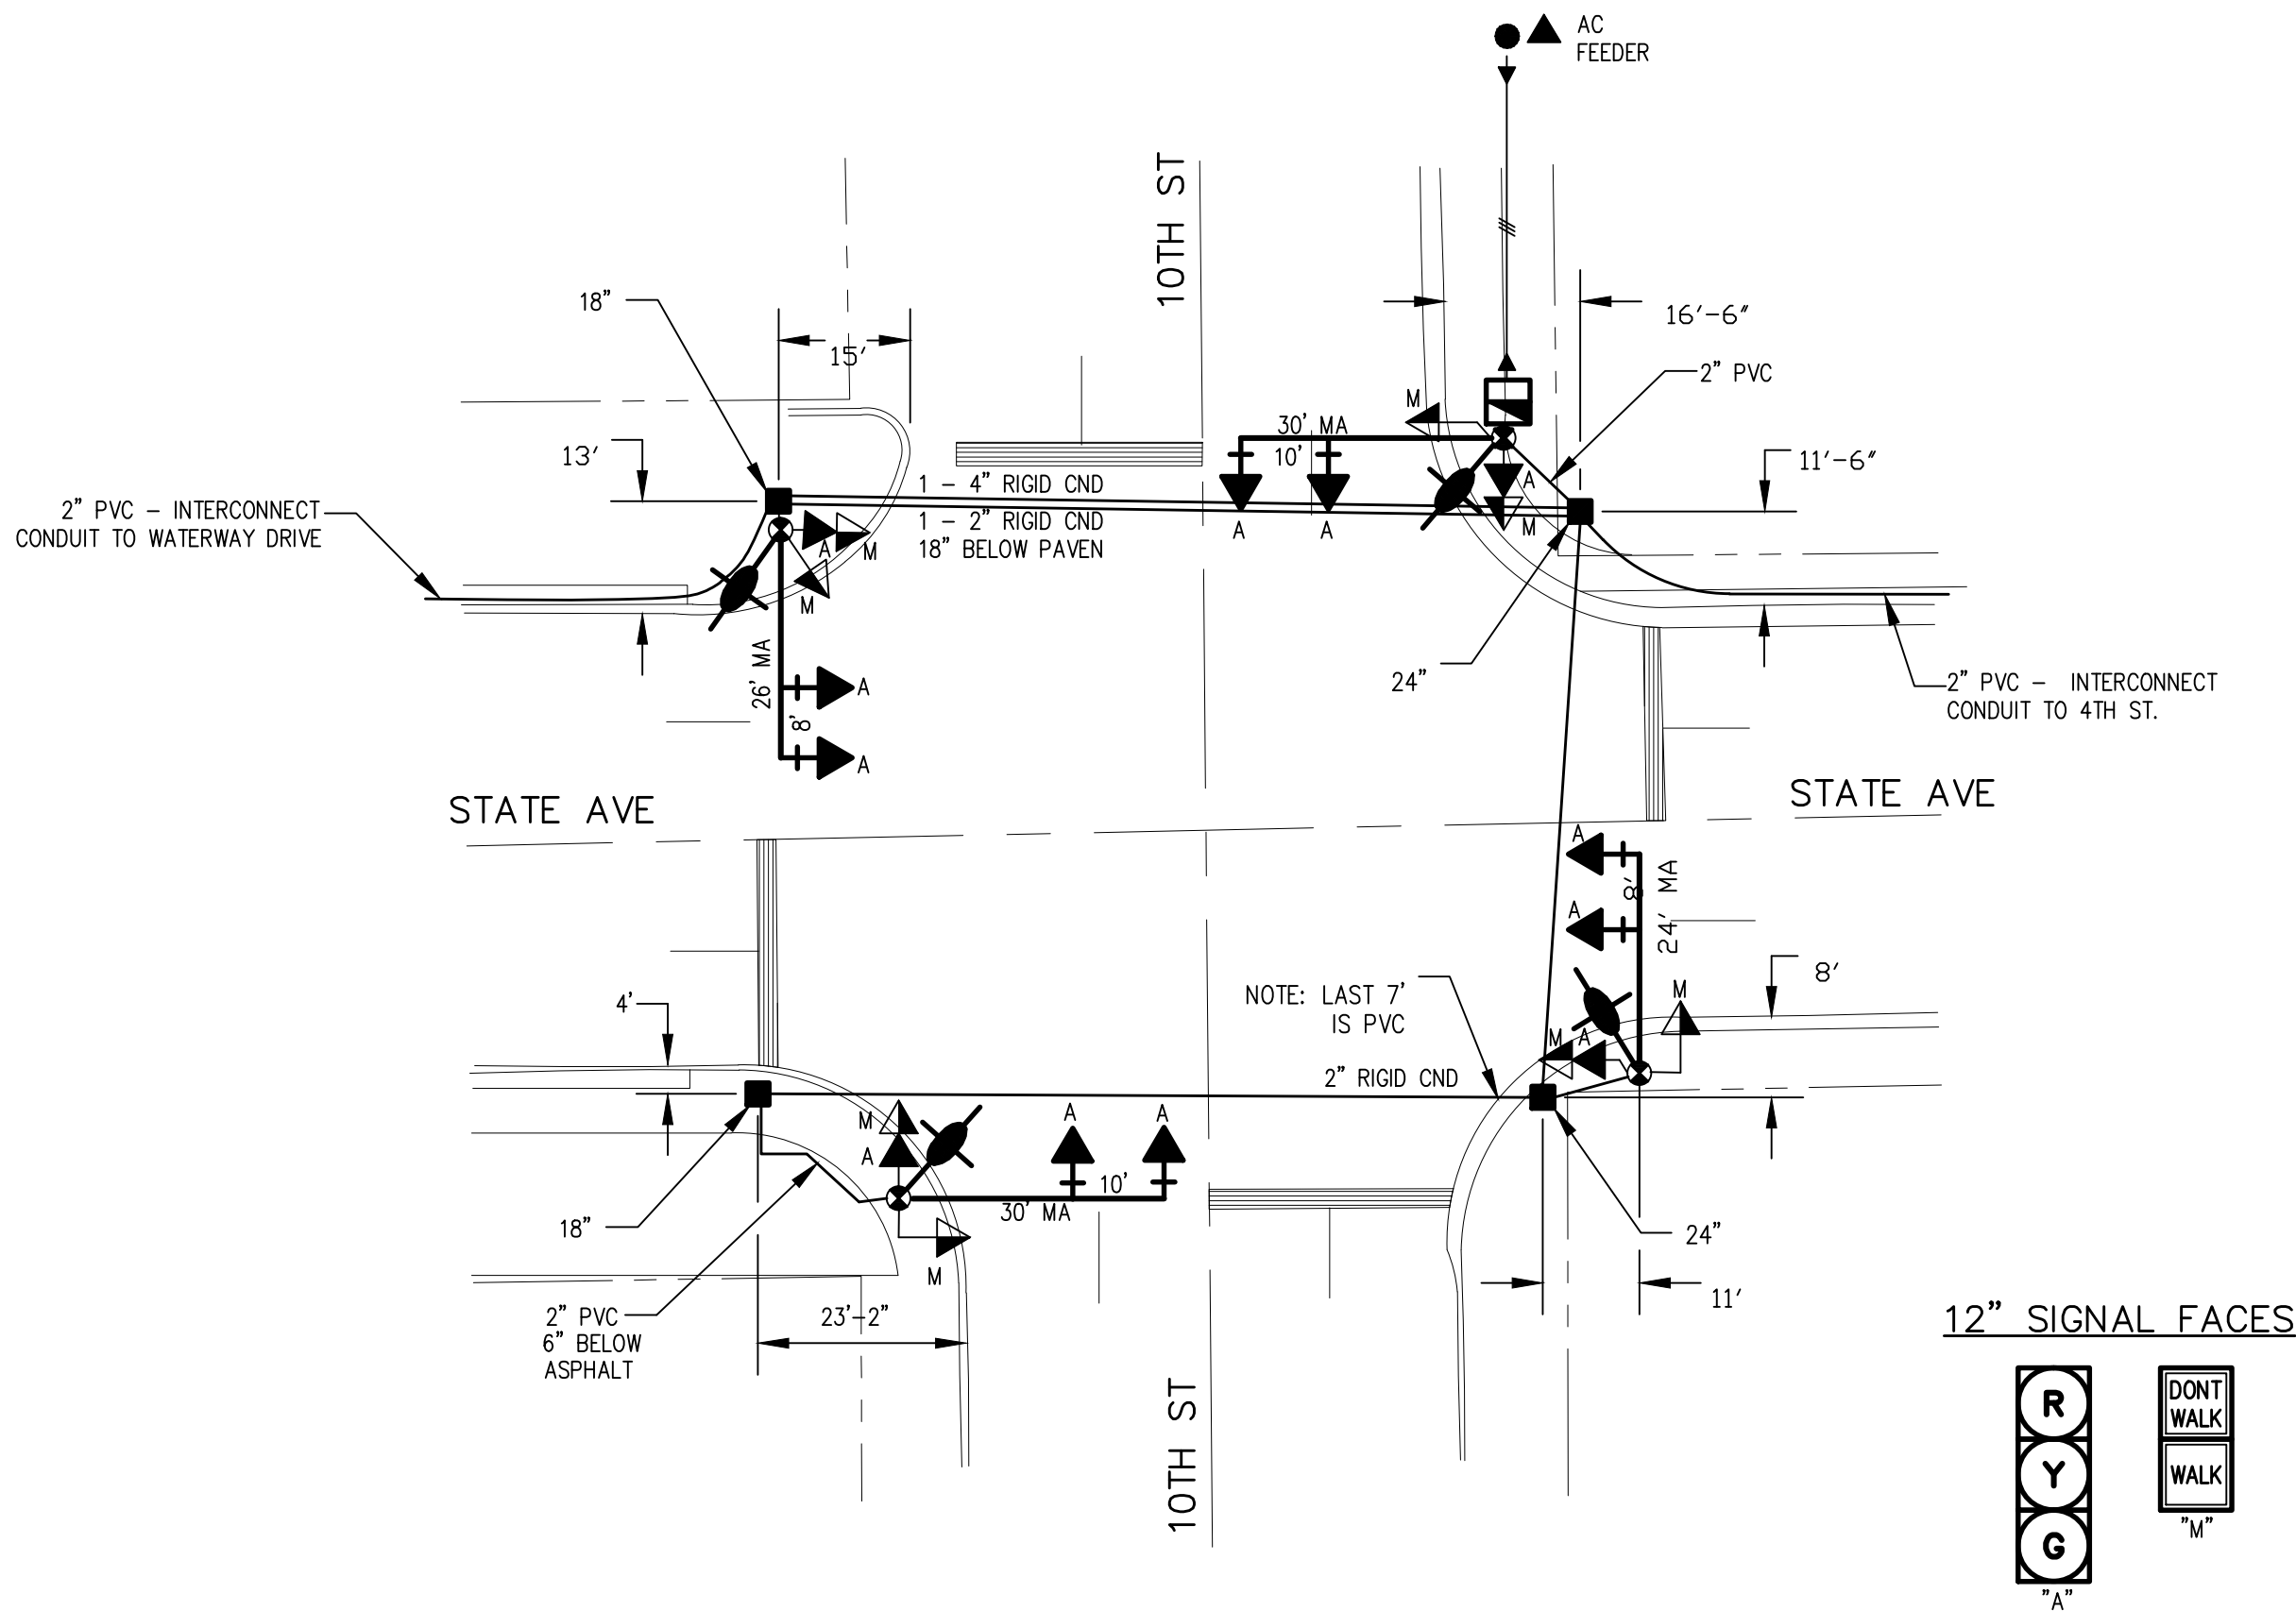 AC
FEEDER
10TH ST
18”
15'
16'-6"
2” PVC
M
30' MA
10'
13'
11'-6"
1 - 4” RIGID CND
A
2” PVC - INTERCONNECT
CONDUIT TO WATERWAY DRIVE
1 - 2” RIGID CND
18” BELOW PAVEN
A
A
M
A
M
M
26' MA
8'
A
A
24”
2” PVC - INTERCONNECT
CONDUIT TO 4TH ST.
STATE AVE
STATE AVE
A
8'
24' MA
A
8'
NOTE: LAST 7'
IS PVC
M
4'
M
A
2” RIGID CND
M
A
A
A
10'
30' MA
18”
24”
M
11'
2” PVC
6” BELOW
ASPHALT
23'-2”
10TH ST
12” SIGNAL FACES
R
Y
G
"A"
DONT
WALK
WALK
"M"